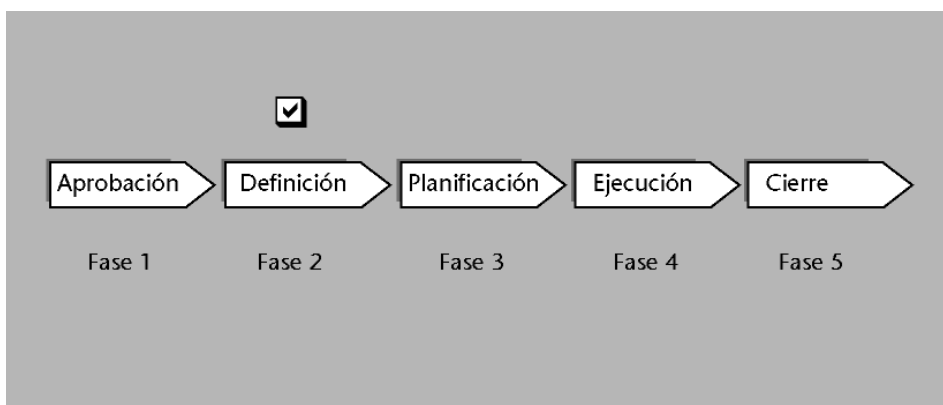 Aprobación Definición Planificación Ejecución Cierre
Fase 1 Fase 2 Fase 3 Fase 4 Fase 5